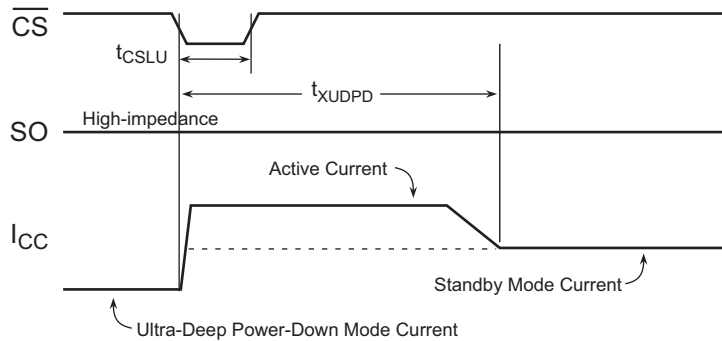 CS
tCSLU
tXUDPD
High-impedance
SO
Active Current
ICC
Standby Mode Current
Ultra-Deep Power-Down Mode Current